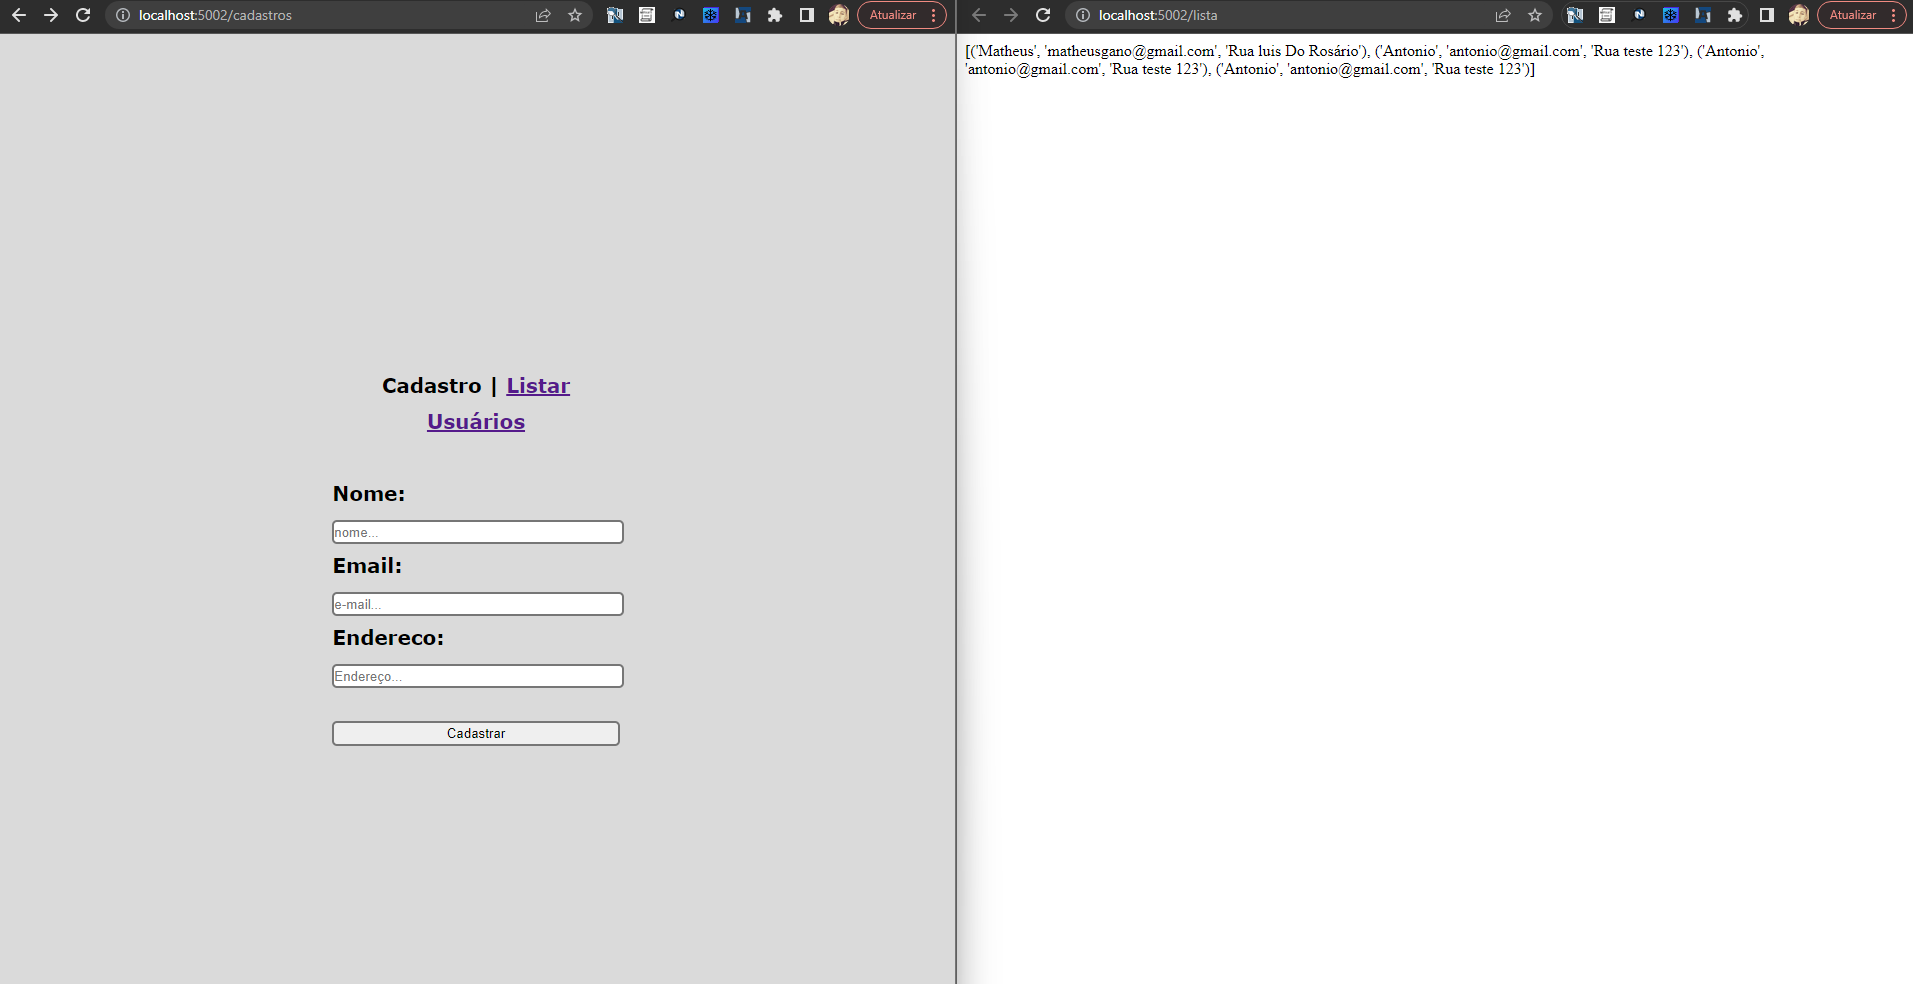 localhost:5002/cadastros
Atualizar
Cadastro | Listar
Usuários
Nome:
nome...
Email:
e-mail...
Endereco:
Endereço...
Cadastrar
localhost:5002/lista
Atualizar
[('Matheus', 'matheusgano@gmail.com', 'Rua luis Do Rosário'), ('Antonio', 'antonio@gmail.com', 'Rua teste 123'), ('Antonio',
'antonio@gmail.com', 'Rua teste 123'), ('Antonio', 'antonio@gmail.com', 'Rua teste 123')]